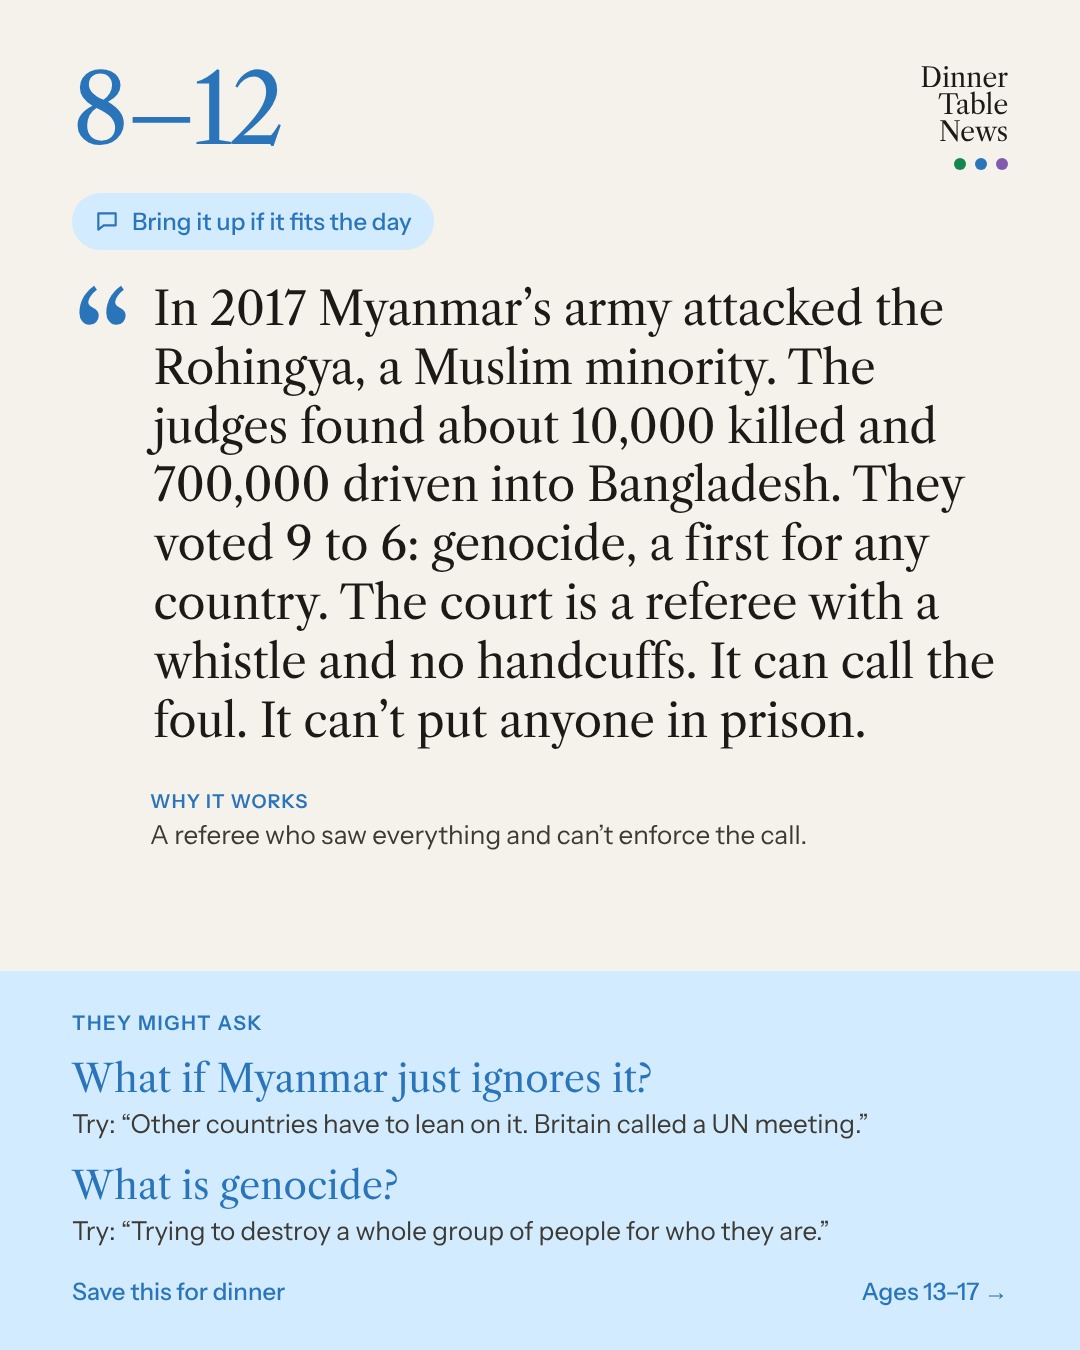 8–12
Dinner
Table
News
Bring it up if it fits the day
“In 2017 Myanmar’s army attacked the
Rohingya, a Muslim minority. The
judges found about 10,000 killed and
700,000 driven into Bangladesh. They
voted 9 to 6: genocide, a first for any
country. The court is a referee with a
whistle and no handcuffs. It can call the
foul. It can’t put anyone in prison.
WHY IT WORKS
A referee who saw everything and can’t enforce the call.
THEY MIGHT ASK
What if Myanmar just ignores it?
Try: “Other countries have to lean on it. Britain called a UN meeting.”
What is genocide?
Try: “Trying to destroy a whole group of people for who they are.”
Save this for dinner
Ages 13–17 →